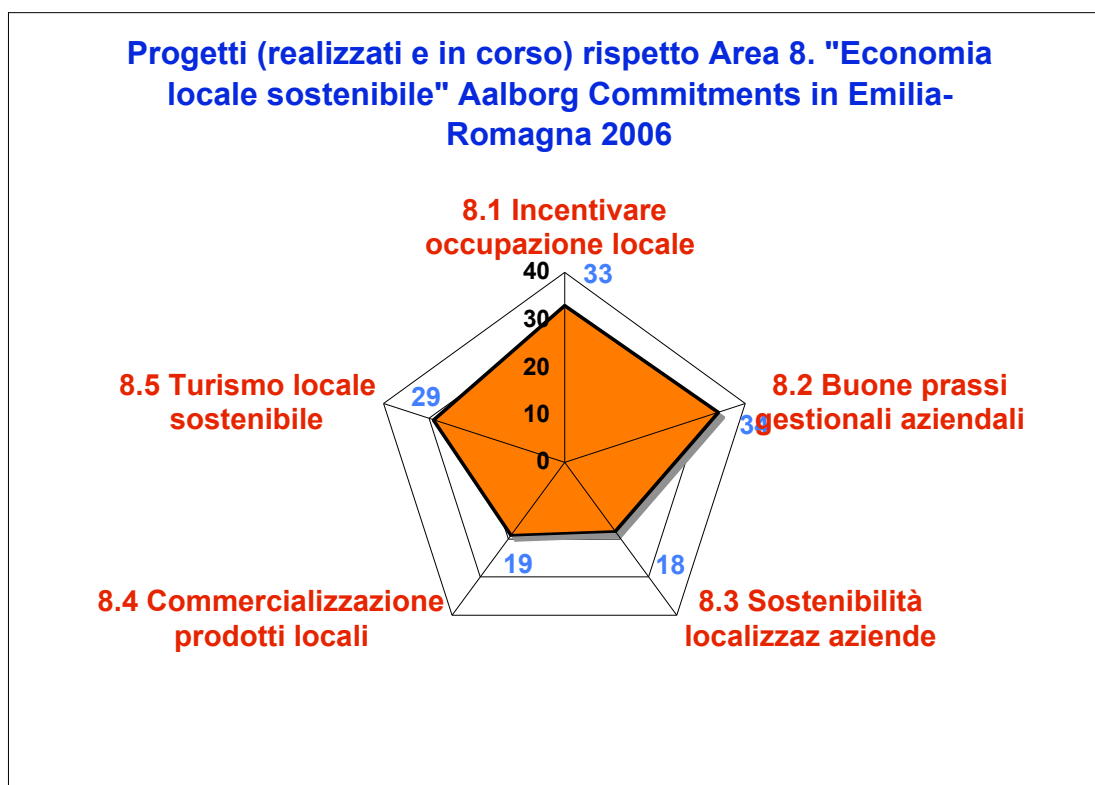 Progetti (realizzati e in corso) rispetto Area 8. "Economia
locale sostenibile" Aalborg Commitments in Emilia-
Romagna 2006
8.1 Incentivare
occupazione locale
40
33
30
20
10
0
8.2 Buone prassi
gestionali aziendali
34
8.5 Turismo locale
sostenibile
29
19
18
8.4 Commercializzazione
prodotti locali
8.3 Sostenibilità
localizzaz aziende